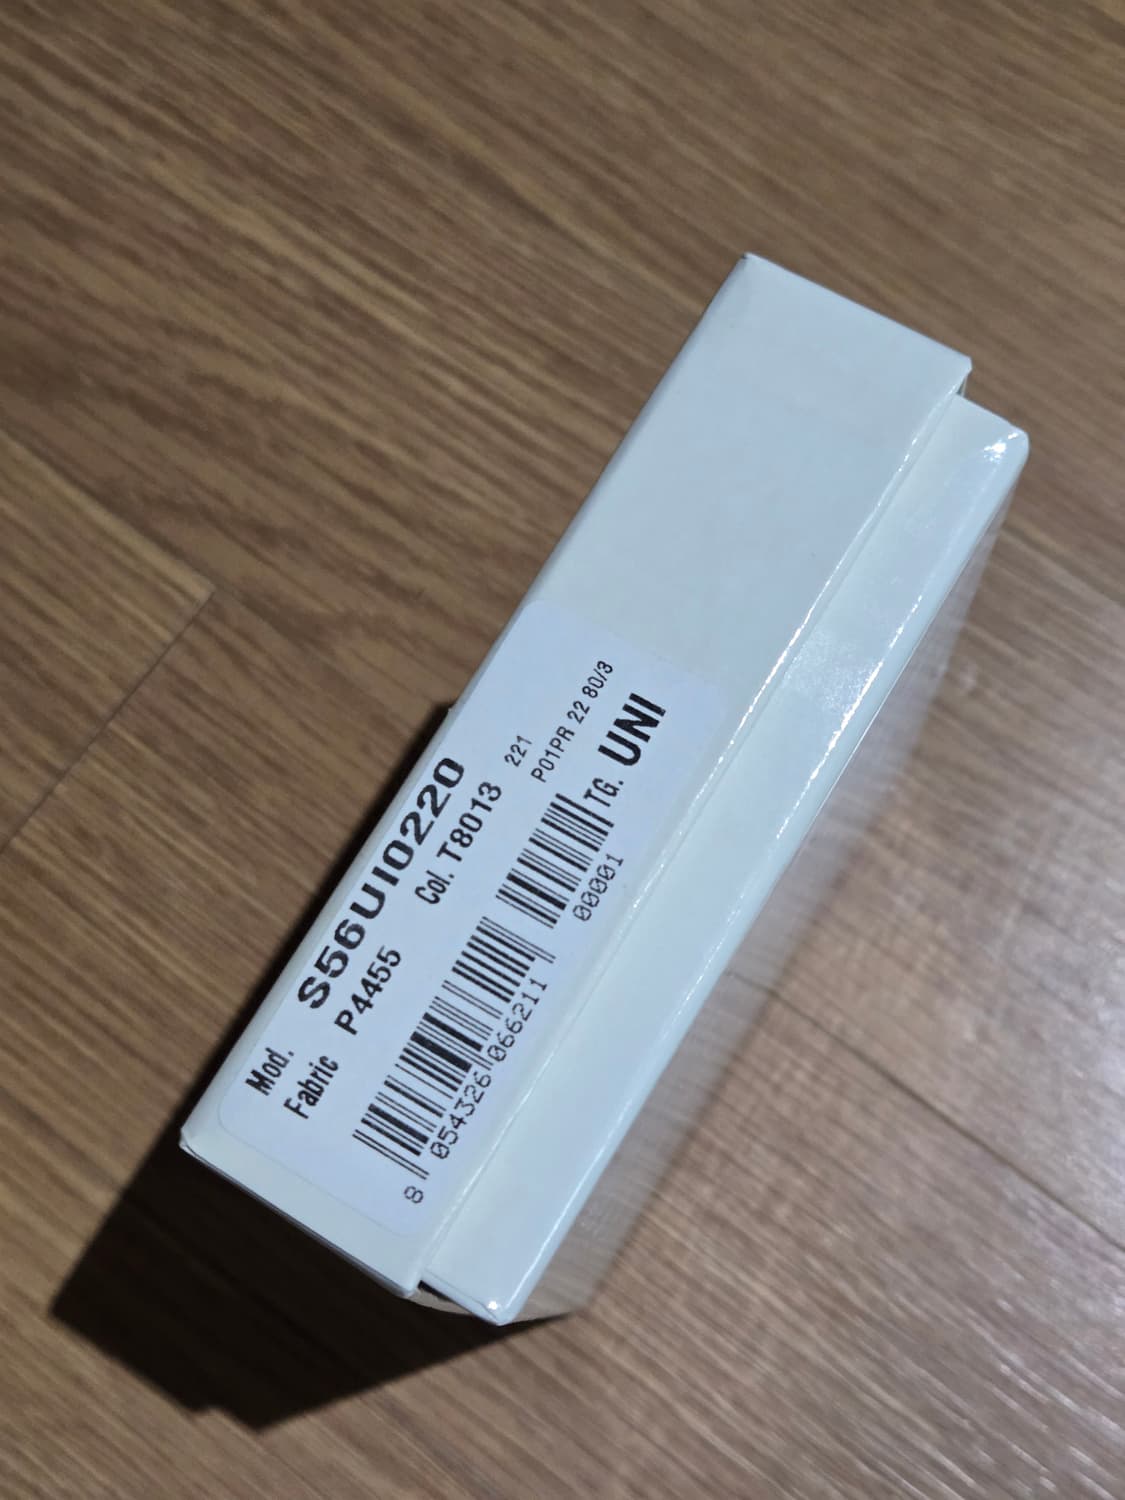 Mod. S56UI0220
Fabric P4455 Col. T8013 221
P01PR 22 80/3
TG. UNI
8 054326 066211 00001